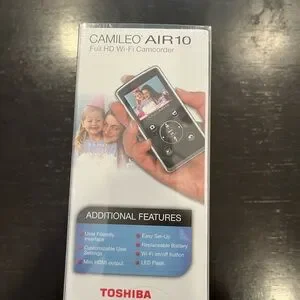 CAMILEO AIR10
Full HD Wi-Fi Camcorder
ADDITIONAL FEATURES
User Friendly
Interface
Customizable User
Settings
Mini HDMI output
Easy Set-Up
Replaceable Battery
Wi-Fi on/off button
LED Flash
TOSHIBA